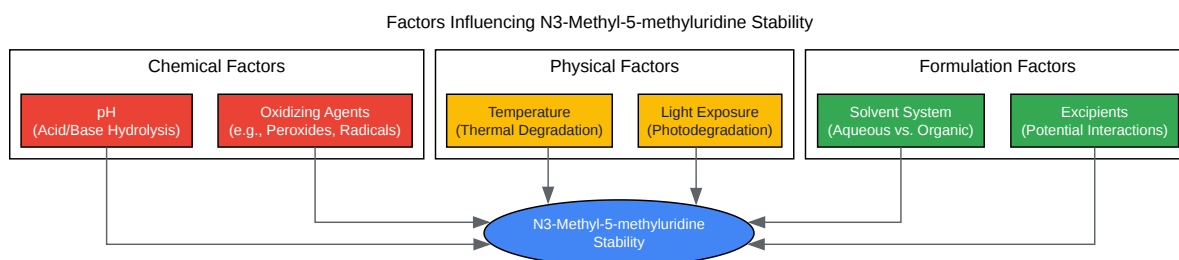 Factors Influencing N3-Methyl-5-methyluridine Stability
Chemical Factors
pH
(Acid/Base Hydrolysis)
Oxidizing Agents
(e.g., Peroxides, Radicals)
Physical Factors
Temperature
(Thermal Degradation)
Light Exposure
(Photodegradation)
Formulation Factors
Solvent System
(Aqueous vs. Organic)
Excipients
(Potential Interactions)
N3-Methyl-5-methyluridine
Stability